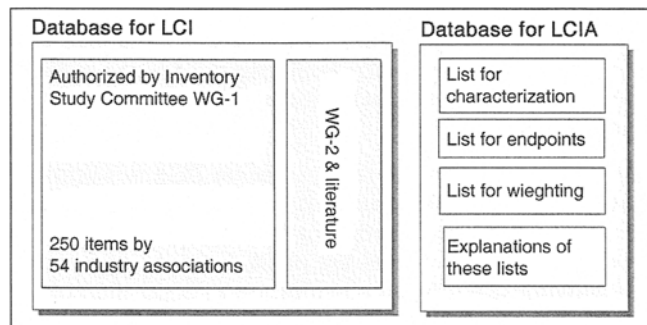 Database for LCI
Authorized by Inventory
Study Committee WG-1
250 items by
54 industry associations
WG-2 & literature
Database for LCIA
List for
characterization
List for endpoints
List for wieghting
Explanations of
these lists